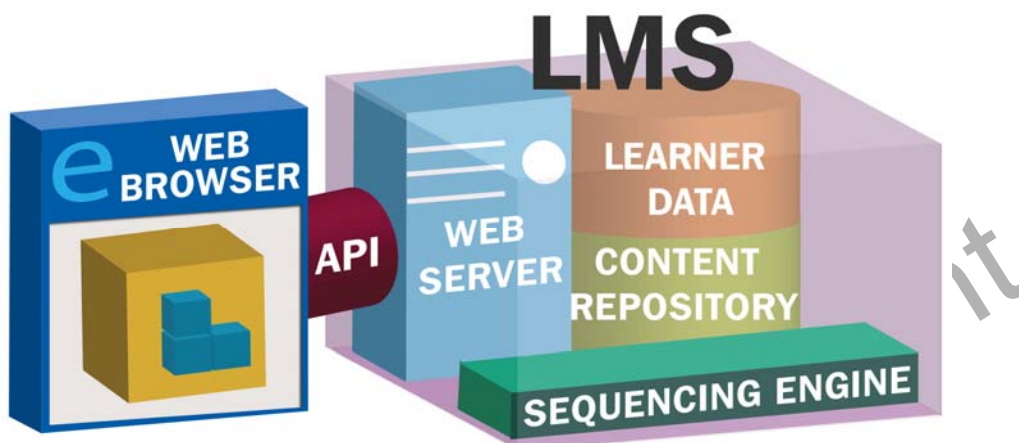 LMS
e
WEB
BROWSER
API
WEB
SERVER
LEARNER
DATA
CONTENT
REPOSITORY
SEQUENCING ENGINE